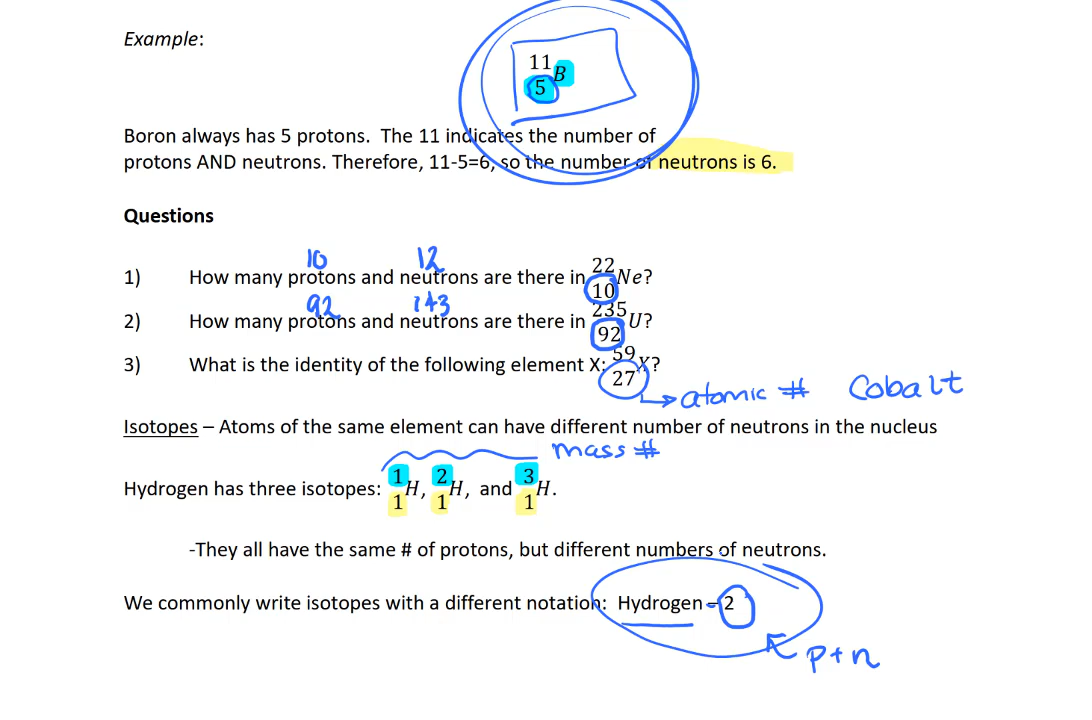 Example:
11
B
5
Boron always has 5 protons. The 11 indicates the number of
protons AND neutrons. Therefore, 11-5=6, so the number of neutrons is 6.
Questions
10 12
1) How many protons and neutrons are there in 22 10 Ne?
92 143
2) How many protons and neutrons are there in 235 92 U?
3) What is the identity of the following element X: 59 27 X?
atomic # Cobalt
Isotopes – Atoms of the same element can have different number of neutrons in the nucleus
mass #
Hydrogen has three isotopes: 1 1 H, 2 1 H, and 3 1 H.
-They all have the same # of protons, but different numbers of neutrons.
We commonly write isotopes with a different notation: Hydrogen – 2
p+n